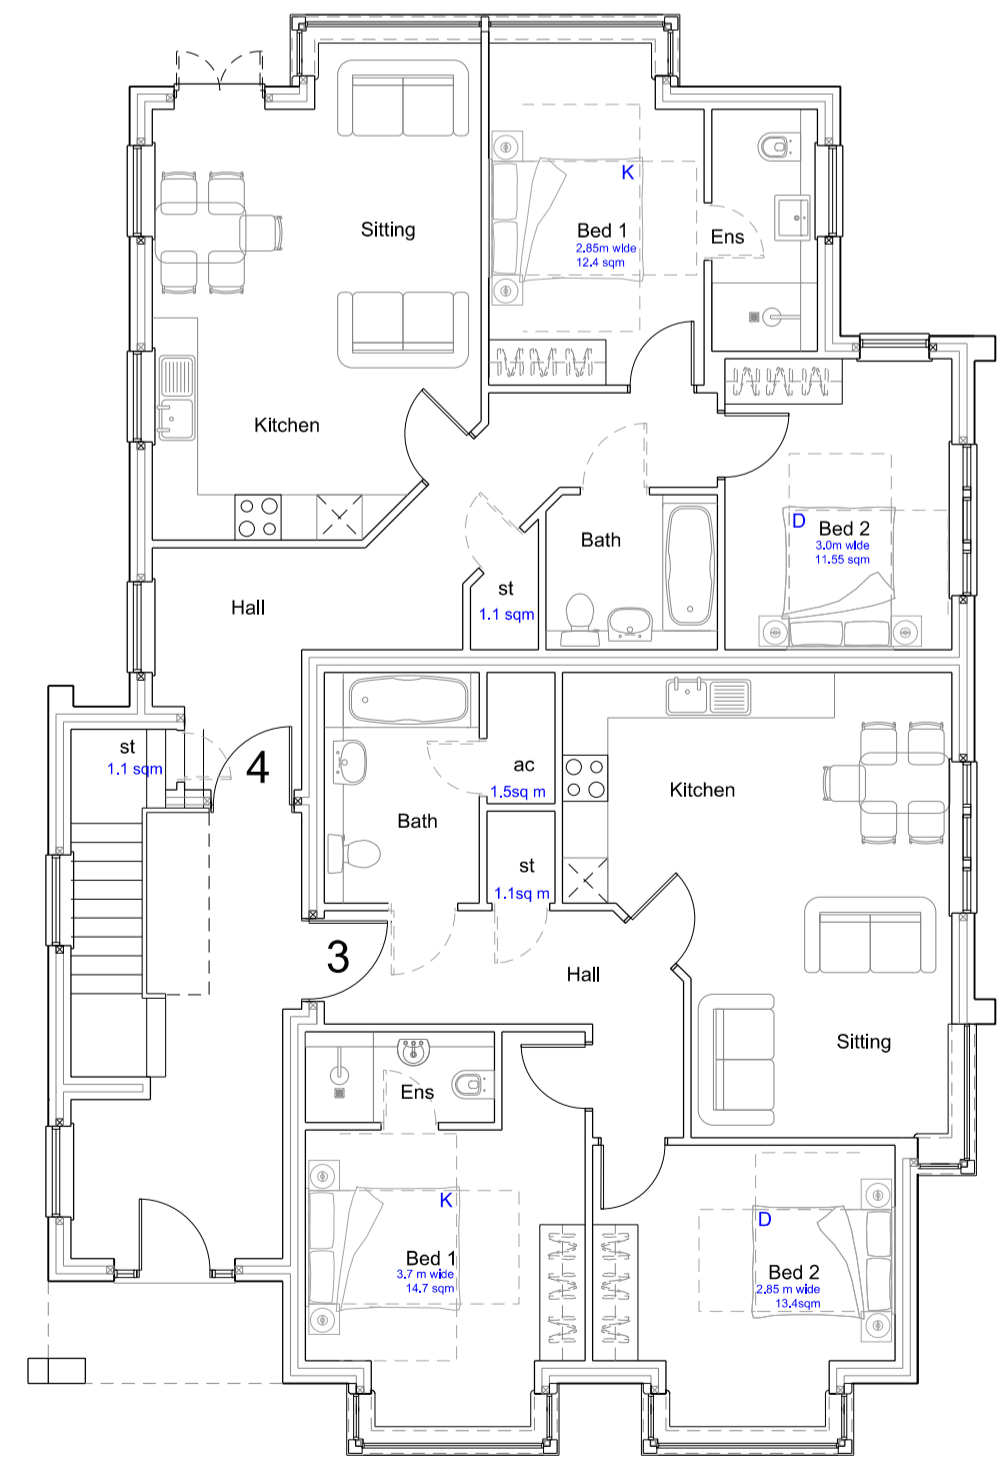 Sitting
K
Bed 1
2.85m wide
12.4 sqm
Ens
Kitchen
D
Bed 2
3.0m wide
11.55 sqm
Bath
st
1.1 sqm
Hall
st
1.1 sqm
4
ac
1.5sq m
Kitchen
Bath
st
1.1sq m
3
Hall
Sitting
Ens
K
Bed 1
3.7 m wide
14.7 sqm
D
Bed 2
2.85 m wide
13.4sqm